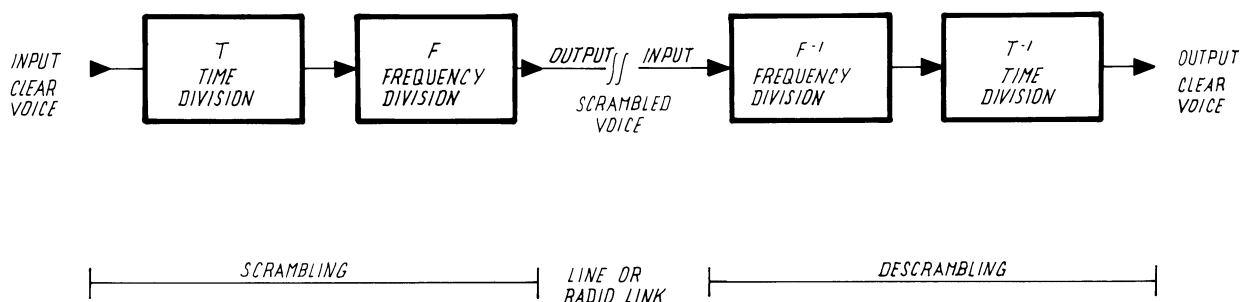 INPUT
CLEAR
VOICE
T
TIME
DIVISION
F
FREQUENCY
DIVISION
OUTPUT
INPUT
SCRAMBLED
VOICE
F-1
FREQUENCY
DIVISION
T-1
TIME
DIVISION
OUTPUT
CLEAR
VOICE
SCRAMBLING
LINE OR
RADIO LINK
DESCRAMBLING